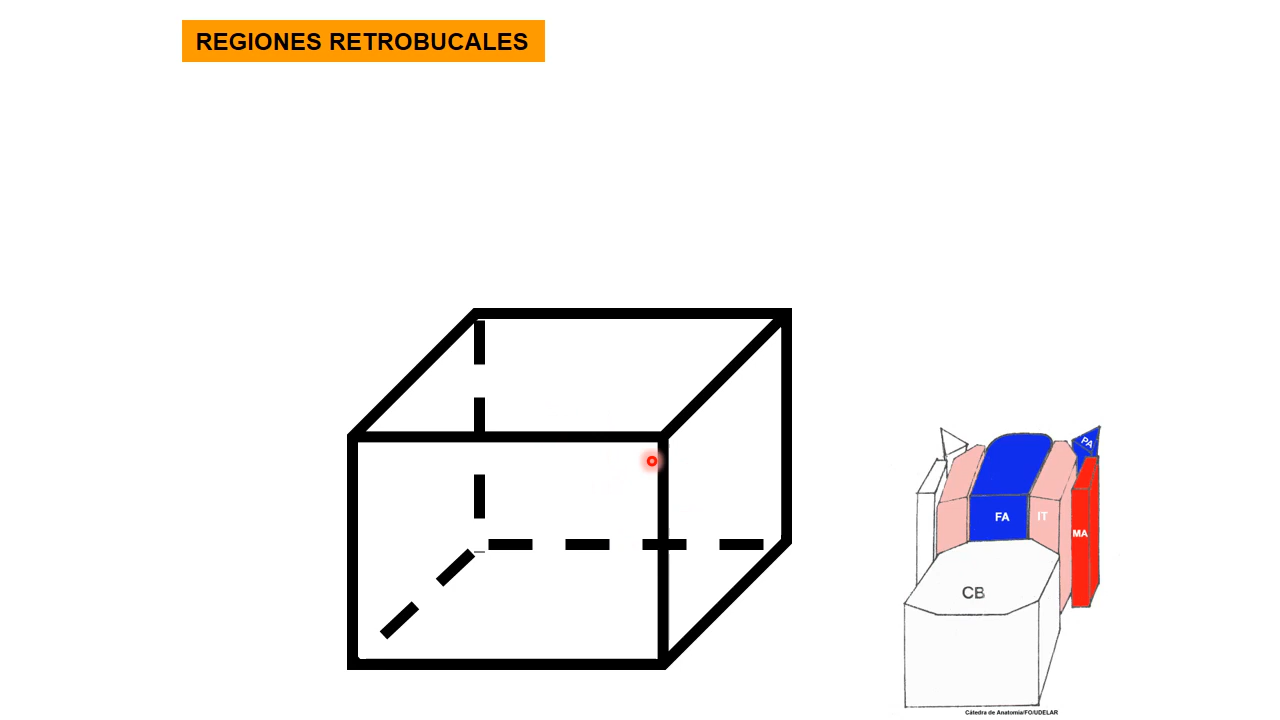 REGIONES RETROBUCALES
PA
FA
IT
MA
CB
Cátedra de Anatomía/FO/UDELAR